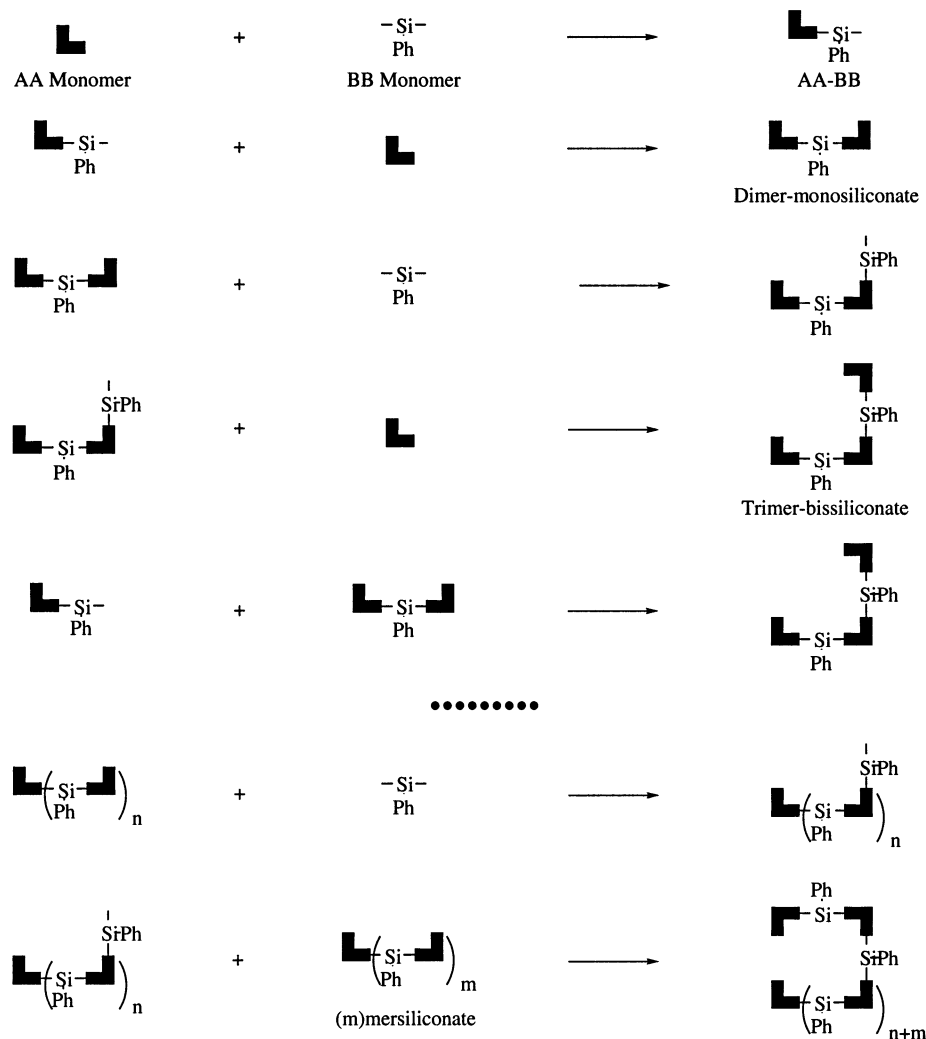 + –Si– Si–
Ph Ph
AA Monomer BB Monomer AA-BB
Si– + Si
Ph Ph
Dimer-monosiliconate
SiPh
Si + –Si– Si
Ph Ph Ph
SiPh
SiPh
Si + Si
Ph Ph
Trimer-bissiliconate
SiPh
Si– + Si Si
Ph Ph Ph
SiPh
( Si )n + –Si– ( Si )n
Ph Ph Ph
Ph
Si
SiPh
SiPh
( Si )n + ( Si )m ( Si )n+m
Ph Ph Ph
(m)mersiliconate